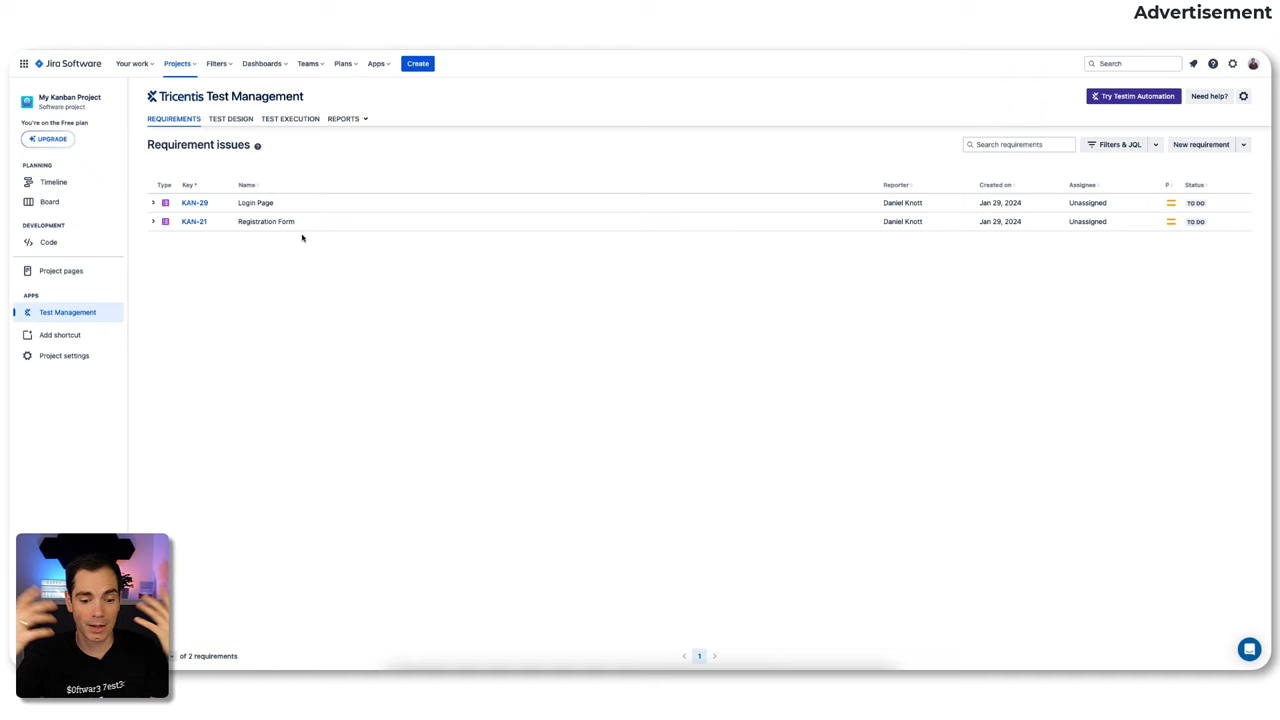 Advertisement
Jira Software Your work Projects Filters Dashboards Teams Plans Apps Create Search
My Kanban Project
Software project
You're on the Free plan
UPGRADE
PLANNING
Timeline
Board
DEVELOPMENT
Code
Project pages
APPS
Test Management
Add shortcut
Project settings
Tricentis Test Management Try Testim Automation Need help?
REQUIREMENTS TEST DESIGN TEST EXECUTION REPORTS
Requirement issues Search requirements Filters & JQL New requirement
Type Key Name Reporter Created on Assignee P Status
KAN-29 Login Page Daniel Knott Jan 29, 2024 Unassigned TO DO
KAN-21 Registration Form Daniel Knott Jan 29, 2024 Unassigned TO DO
of 2 requirements 1
$0ftwar3 7est3